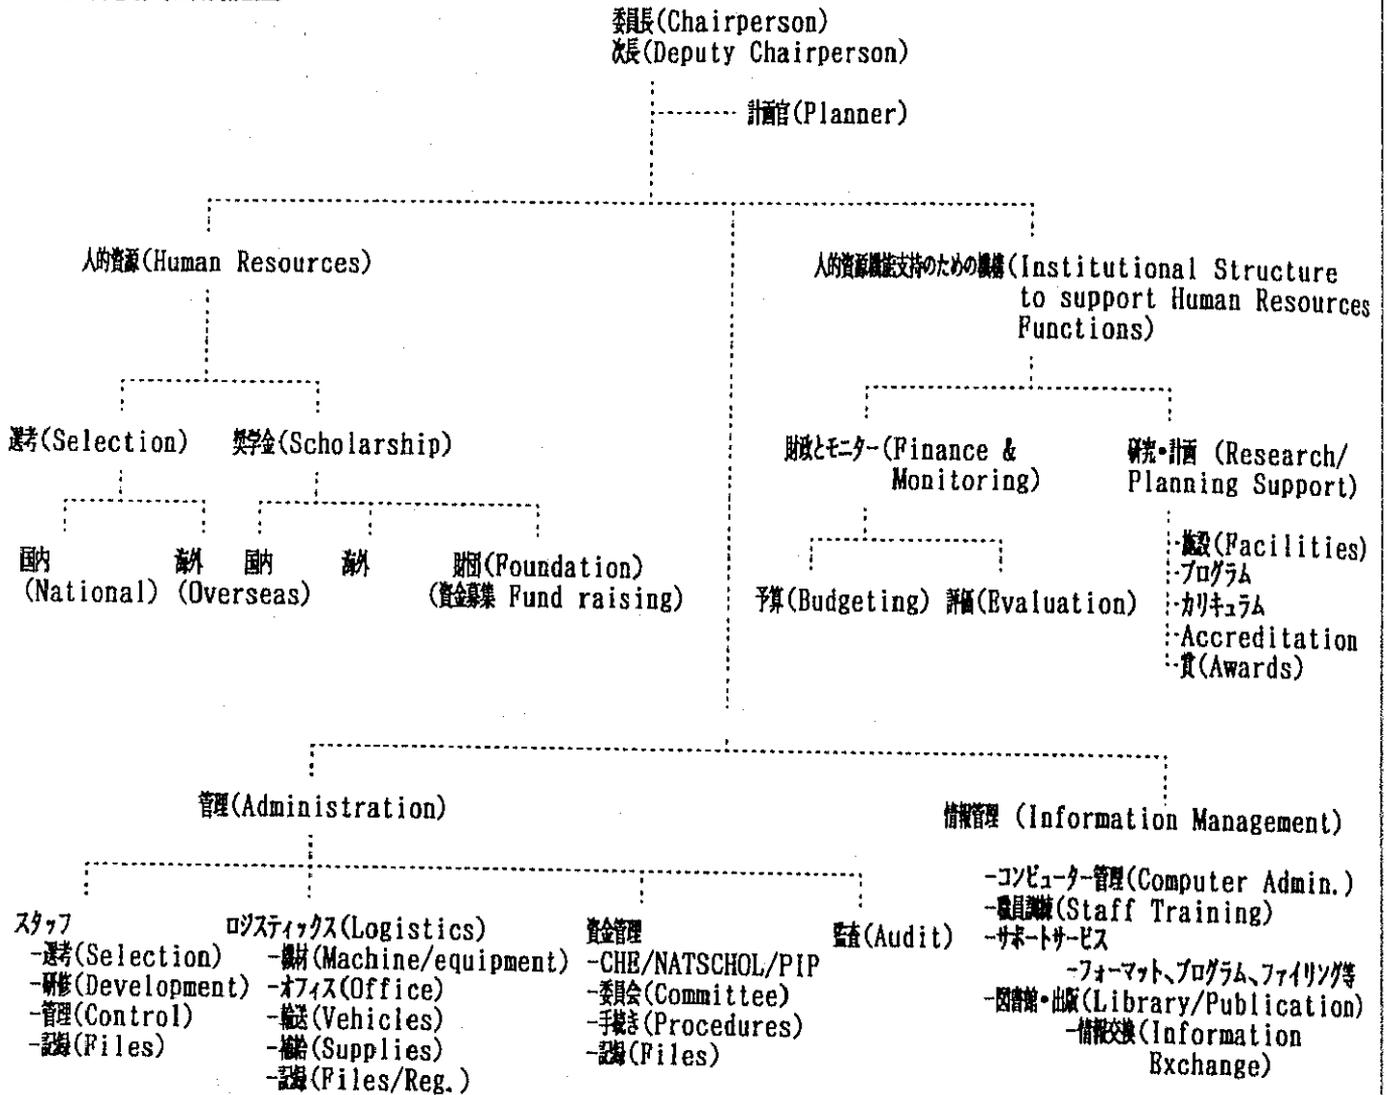 委員長(Chairperson)
次長(Deputy Chairperson)
計画官(Planner)
人的資源(Human Resources)
人的資源機能支持のための機構(Institutional Structure
to support Human Resources
Functions)
選考(Selection) 奨学金(Scholarship)
財政とモニター(Finance &
Monitoring)
研究・計画 (Research/
Planning Support)
国内
(National)
海外
(Overseas)
国内
海外
財団(Foundation)
(資金募集 Fund raising)
予算(Budgeting) 評価(Evaluation)
-施設(Facilities)
-プログラム
-カリキュラム
-Accreditation
-賞(Awards)
管理(Administration)
情報管理 (Information Management)
スタッフ
-選考(Selection)
-研修(Development)
-管理(Control)
-記録(Files)
ロジスティックス(Logistics)
-機材(Machine/equipment)
-オフィス(Office)
-輸送(Vehicles)
-補給(Supplies)
-記録(Files/Reg.)
資金管理
-CHE/NATSCHOL/PIP
-委員会(Committee)
-手続き(Procedures)
-記録(Files)
監査(Audit)
-コンピューター管理(Computer Admin.)
-職員訓練(Staff Training)
-サポートサービス
-フォーマット、プログラム、ファイリング等
-図書館・出版(Library/Publication)
-情報交換(Information
Exchange)